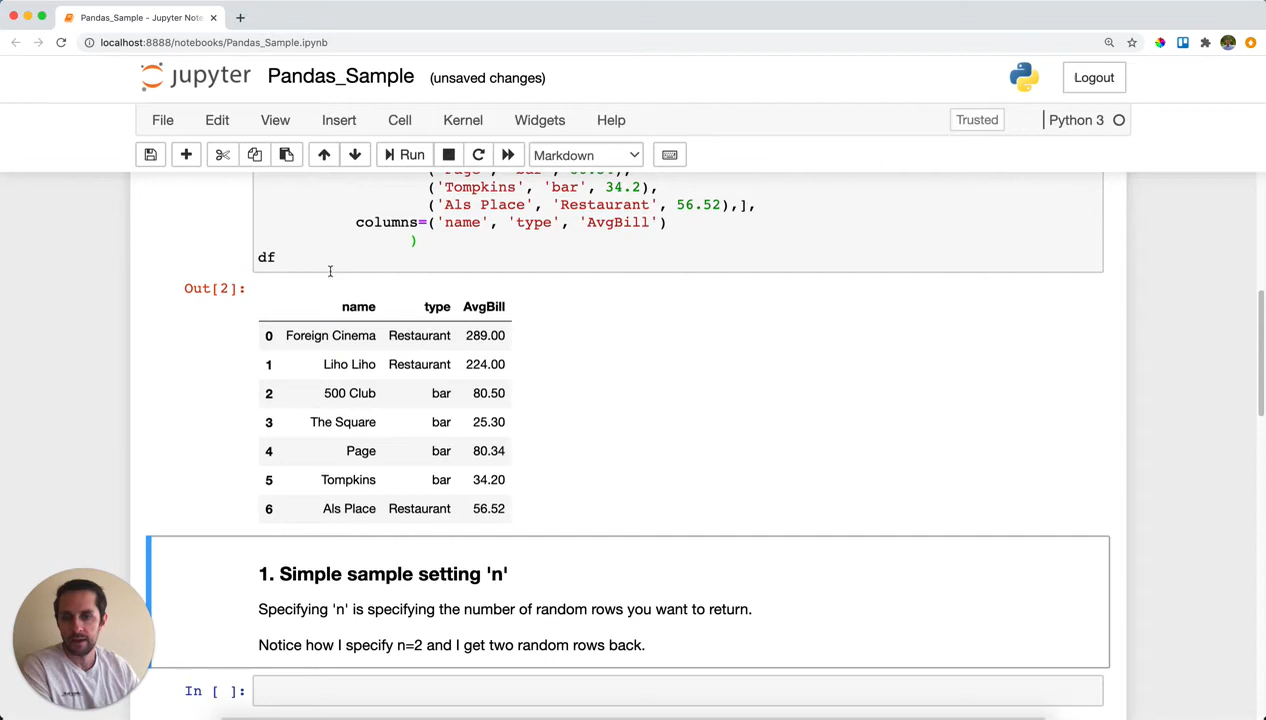 Pandas_Sample - Jupyter Note
localhost:8888/notebooks/Pandas_Sample.ipynb
jupyter Pandas_Sample (unsaved changes) Logout
File Edit View Insert Cell Kernel Widgets Help Trusted Python 3
Run Markdown
('Tompkins', 'bar', 34.2),
('Als Place', 'Restaurant', 56.52),],
columns=('name', 'type', 'AvgBill')
)
df
Out[2]:
name type AvgBill
0 Foreign Cinema Restaurant 289.00
1 Liho Liho Restaurant 224.00
2 500 Club bar 80.50
3 The Square bar 25.30
4 Page bar 80.34
5 Tompkins bar 34.20
6 Als Place Restaurant 56.52
1. Simple sample setting 'n'
Specifying 'n' is specifying the number of random rows you want to return.
Notice how I specify n=2 and I get two random rows back.
In [ ]: